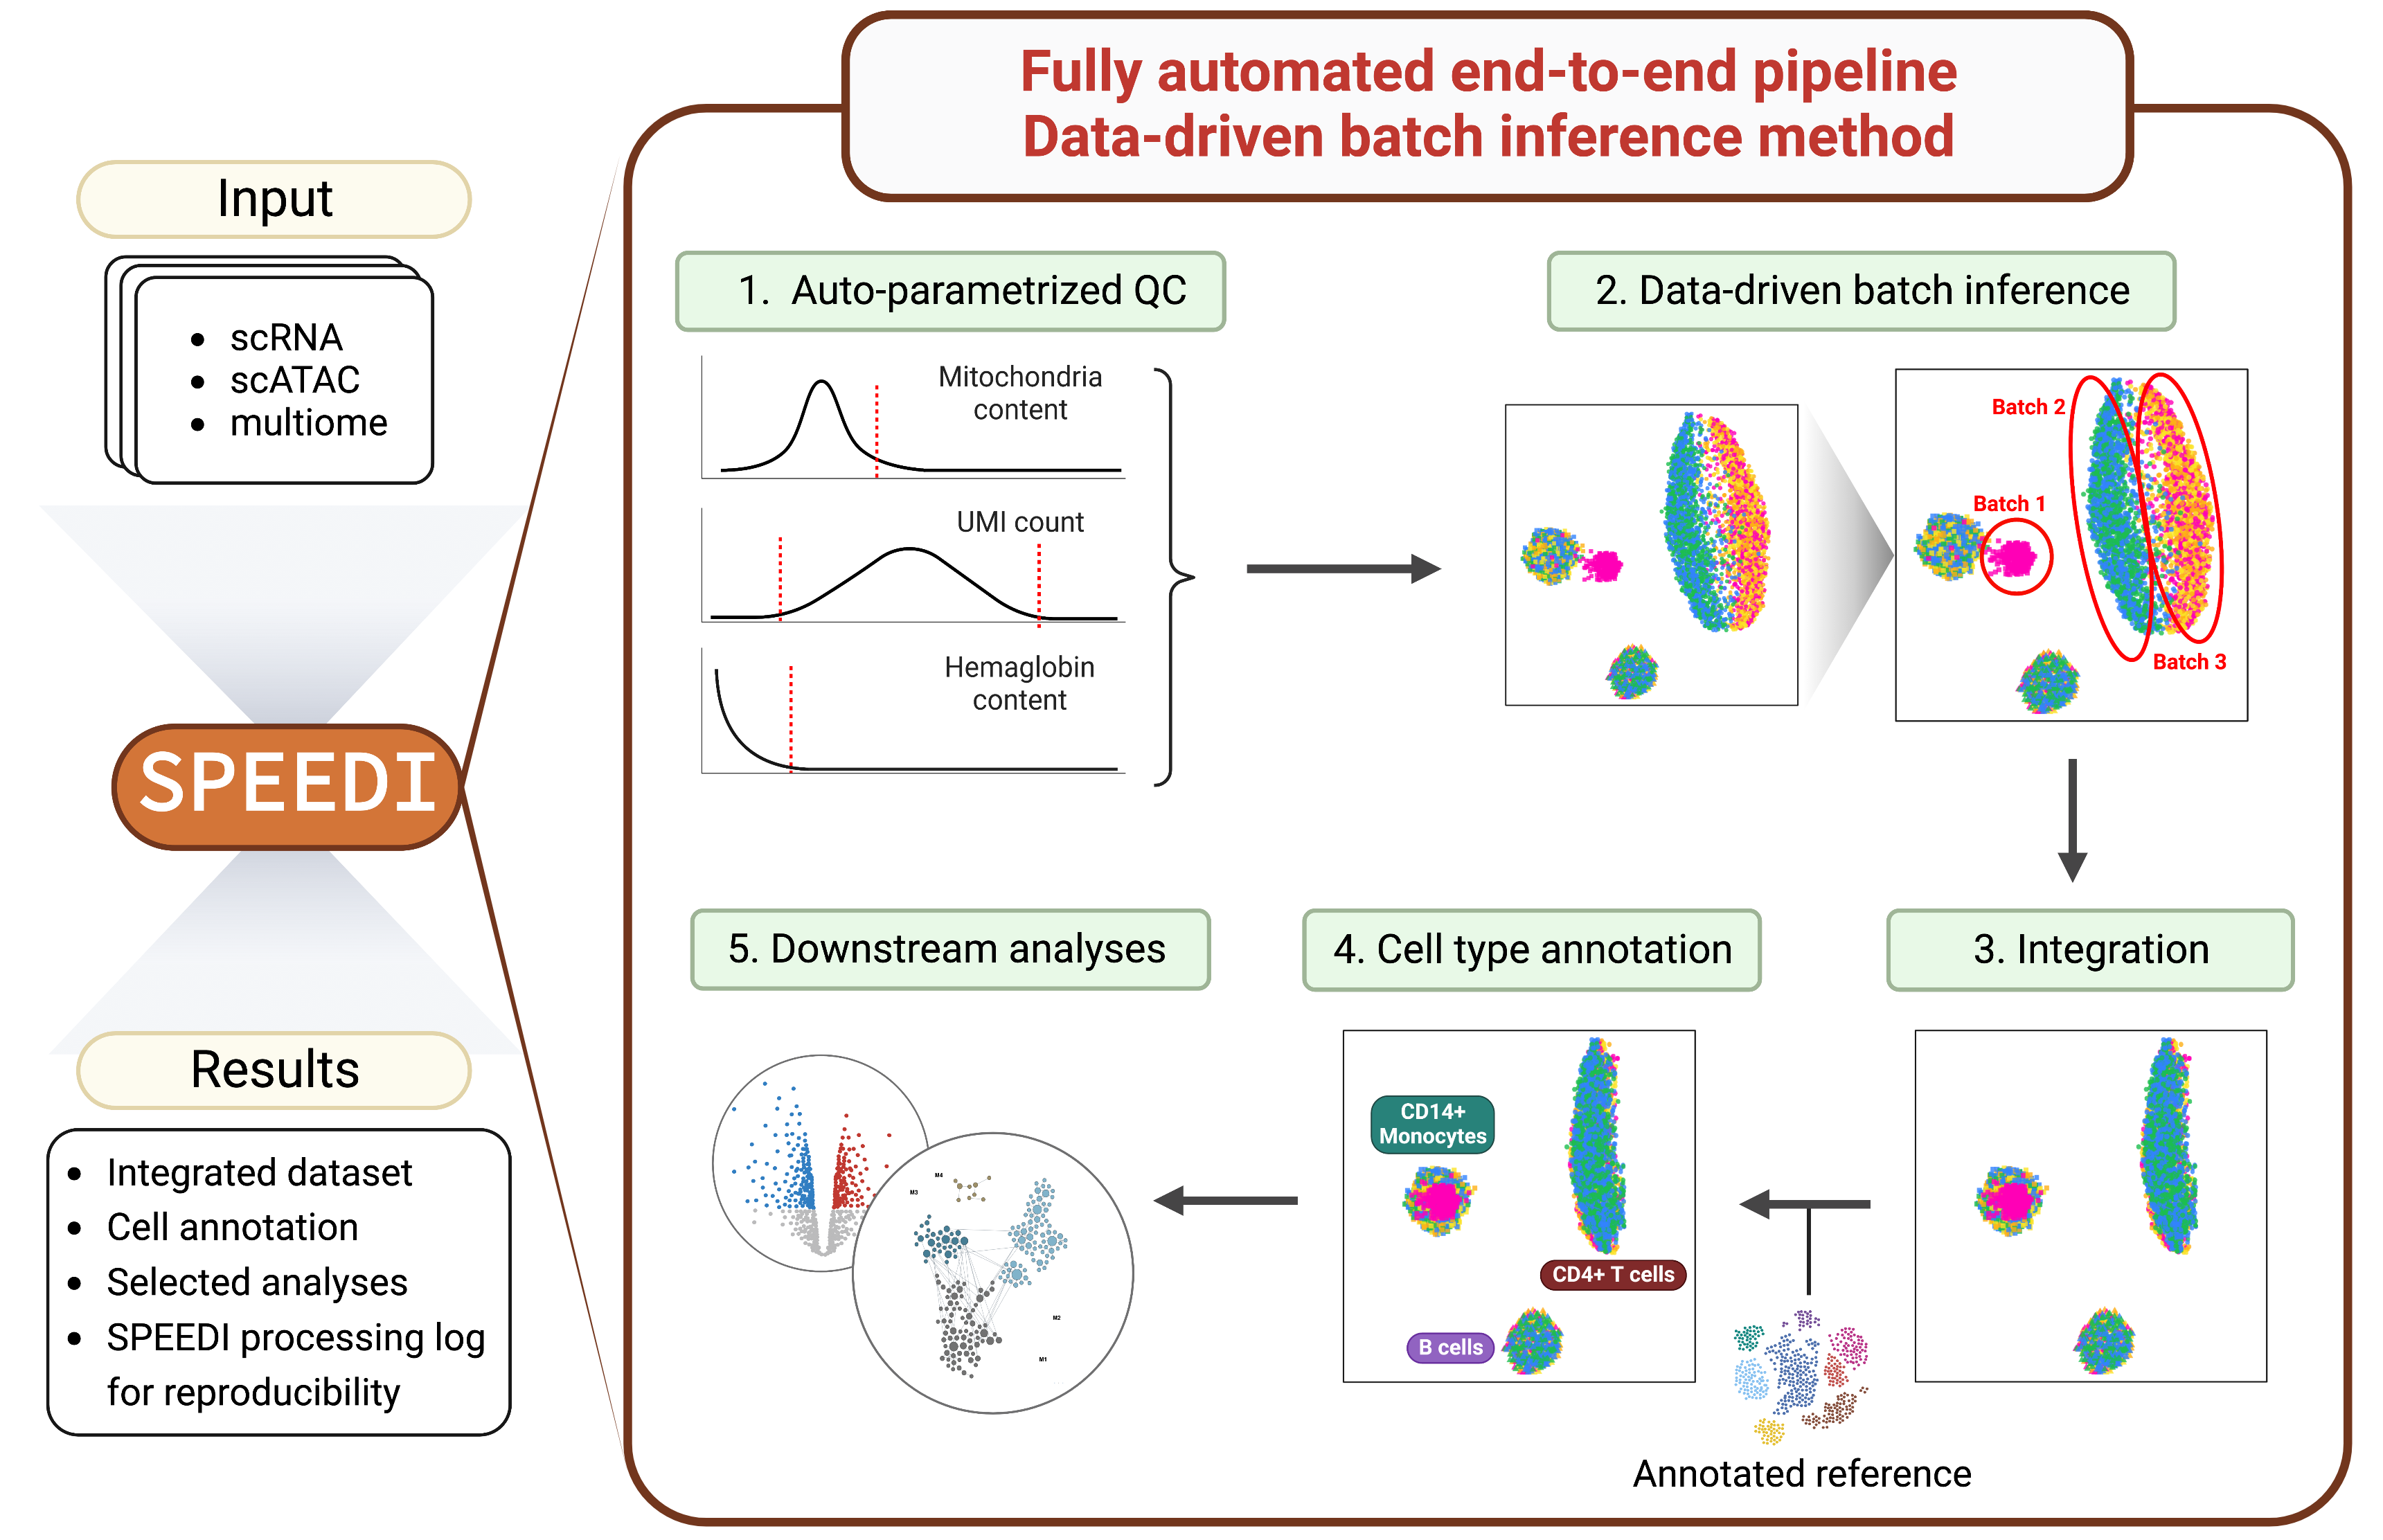 Fully automated end-to-end pipeline
Data-driven batch inference method
Input
• scRNA
• scATAC
• multiome
SPEEDI
Results
• Integrated dataset
• Cell annotation
• Selected analyses
• SPEEDI processing log
for reproducibility
1. Auto-parametrized QC
Mitochondria
content
UMI count
Hemaglobin
content
2. Data-driven batch inference
Batch 2
Batch 1
Batch 3
3. Integration
4. Cell type annotation
CD14+
Monocytes
CD4+ T cells
B cells
Annotated reference
5. Downstream analyses
M4
M3
M2
M1